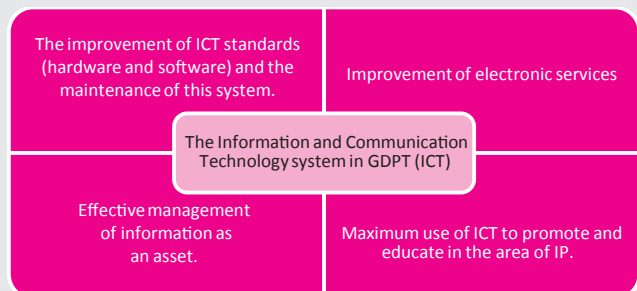 The improvement of ICT standards
(hardware and software) and the
maintenance of this system.
Improvement of electronic services
The Information and Communication
Technology system in GDPT (ICT)
Effective management
of information as
an asset.
Maximum use of ICT to promote and
educate in the area of IP.